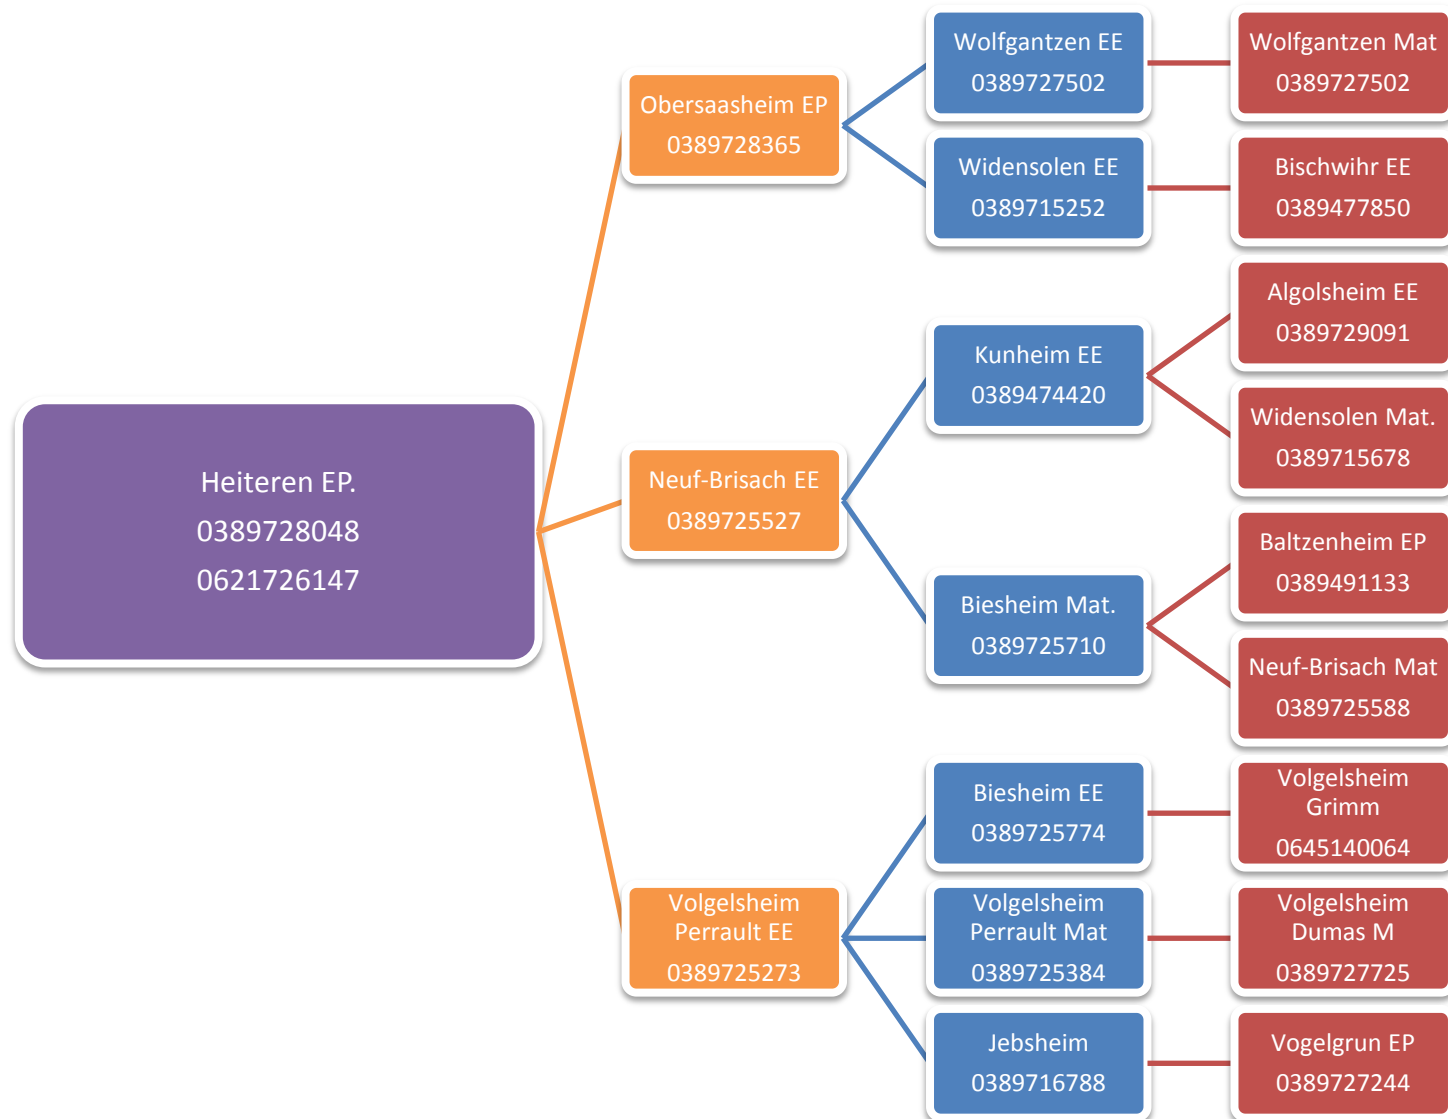 Heiteren EP.
0389728048
0621726147
Obersaasheim EP
0389728365
Neuf-Brisach EE
0389725527
Volgelsheim
Perrault EE
0389725273
Wolfgantzen EE
0389727502
Widensolen EE
0389715252
Kunheim EE
0389474420
Biesheim Mat.
0389725710
Biesheim EE
0389725774
Volgelsheim
Perrault Mat
0389725384
Jebsheim
0389716788
Wolfgantzen Mat
0389727502
Bischwihr EE
0389477850
Algolsheim EE
0389729091
Widensolen Mat.
0389715678
Baltzenheim EP
0389491133
Neuf-Brisach Mat
0389725588
Volgelsheim
Grimm
0645140064
Volgelsheim
Dumas M
0389727725
Vogelgrun EP
0389727244